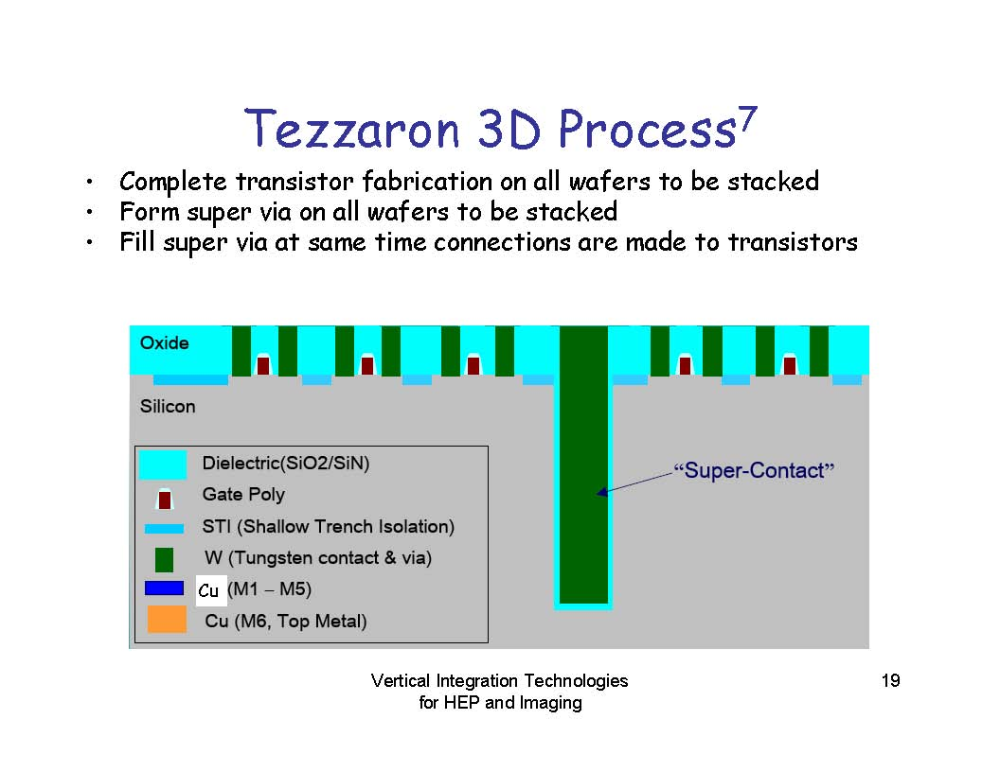 Tezzaron 3D Process7
• Complete transistor fabrication on all wafers to be stacked
• Form super via on all wafers to be stacked
• Fill super via at same time connections are made to transistors
Oxide
Silicon
Dielectric(SiO2/SiN)
“Super-Contact”
Gate Poly
STI (Shallow Trench Isolation)
W (Tungsten contact & via)
Cu (M1 – M5)
Cu (M6, Top Metal)
Vertical Integration Technologies
for HEP and Imaging
19